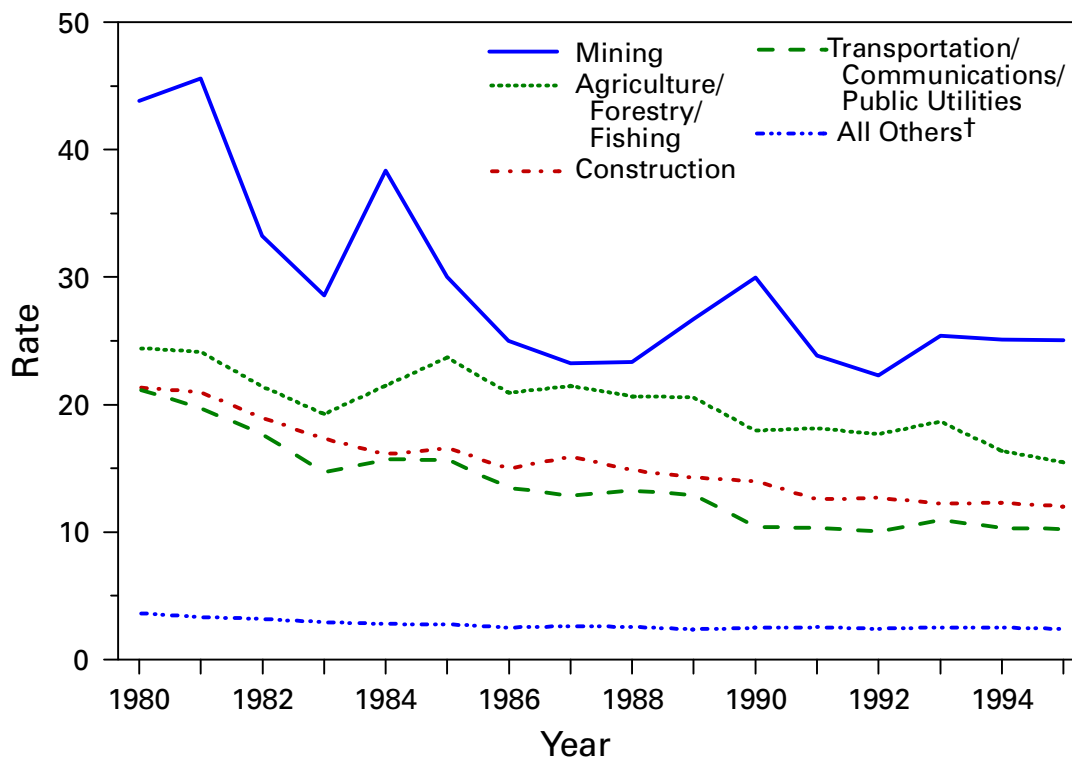 50
40
30
20
10
0
Rate
Mining
Agriculture/
Forestry/
Fishing
Construction
Transportation/
Communications/
Public Utilities
All Others†
1980 1982 1984 1986 1988 1990 1992 1994
Year